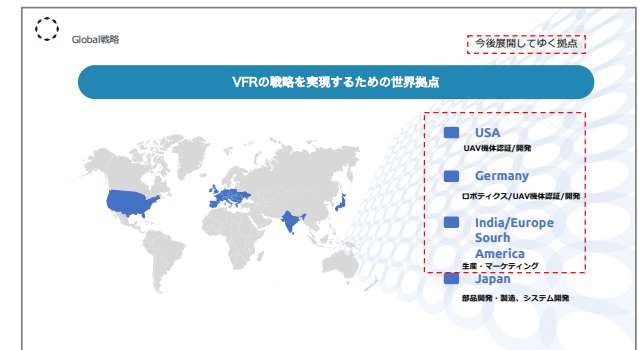 Global戦略
今後展開してゆく拠点
VFRの戦略を実現するための世界拠点
USA
UAV機体認証/開発
Germany
ロボティクス/UAV機体認証/開発
India/Europe
Sourh
America
生産・マーケティング
Japan
部品開発・製造、システム開発